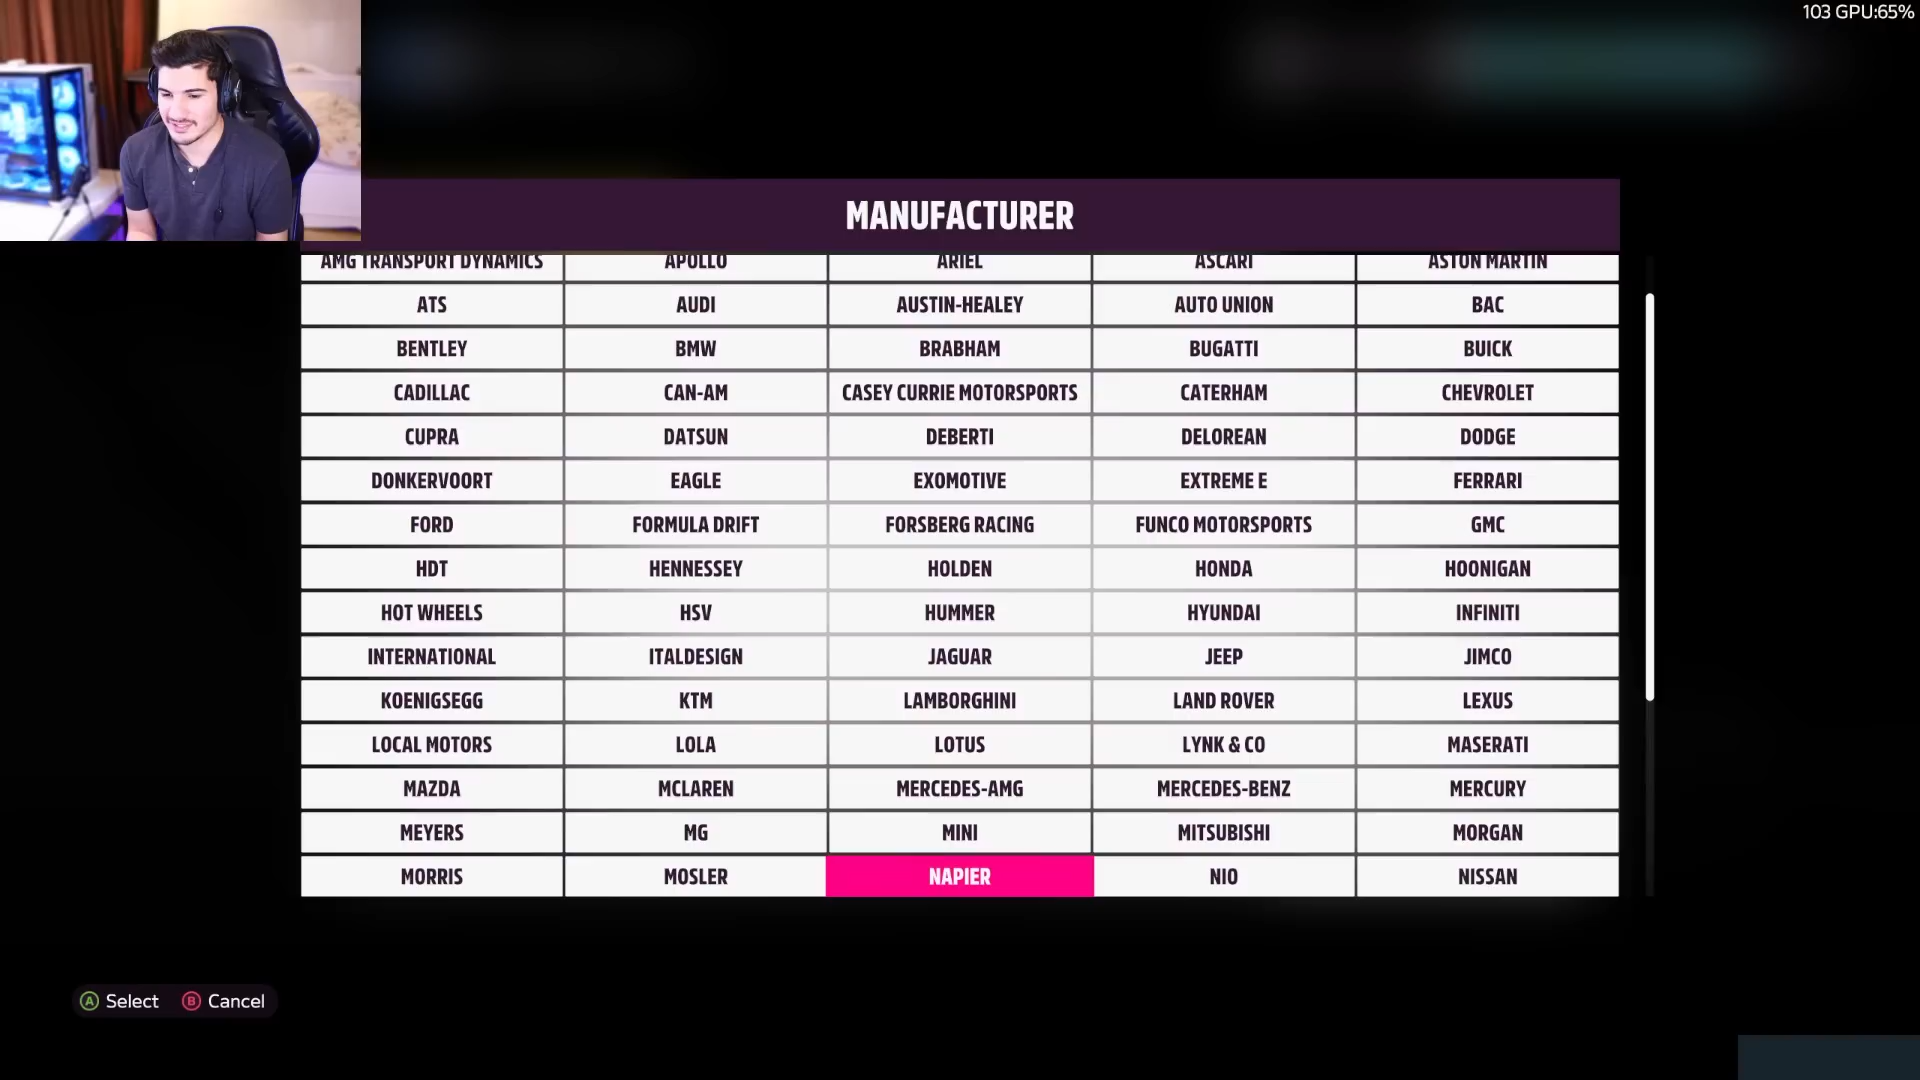 103 GPU:65%
MANUFACTURER
AMG TRANSPORT DYNAMICS APOLLO ARIEL ASCARI ASTON MARTIN
ATS AUDI AUSTIN-HEALEY AUTO UNION BAC
BENTLEY BMW BRABHAM BUGATTI BUICK
CADILLAC CAN-AM CASEY CURRIE MOTORSPORTS CATERHAM CHEVROLET
CUPRA DATSUN DEBERTI DELOREAN DODGE
DONKERVOORT EAGLE EXOMOTIVE EXTREME E FERRARI
FORD FORMULA DRIFT FORSBERG RACING FUNCO MOTORSPORTS GMC
HDT HENNESSEY HOLDEN HONDA HOONIGAN
HOT WHEELS HSV HUMMER HYUNDAI INFINITI
INTERNATIONAL ITALDESIGN JAGUAR JEEP JIMCO
KOENIGSEGG KTM LAMBORGHINI LAND ROVER LEXUS
LOCAL MOTORS LOLA LOTUS LYNK & CO MASERATI
MAZDA MCLAREN MERCEDES-AMG MERCEDES-BENZ MERCURY
MEYERS MG MINI MITSUBISHI MORGAN
MORRIS MOSLER NAPIER NIO NISSAN
A Select B Cancel